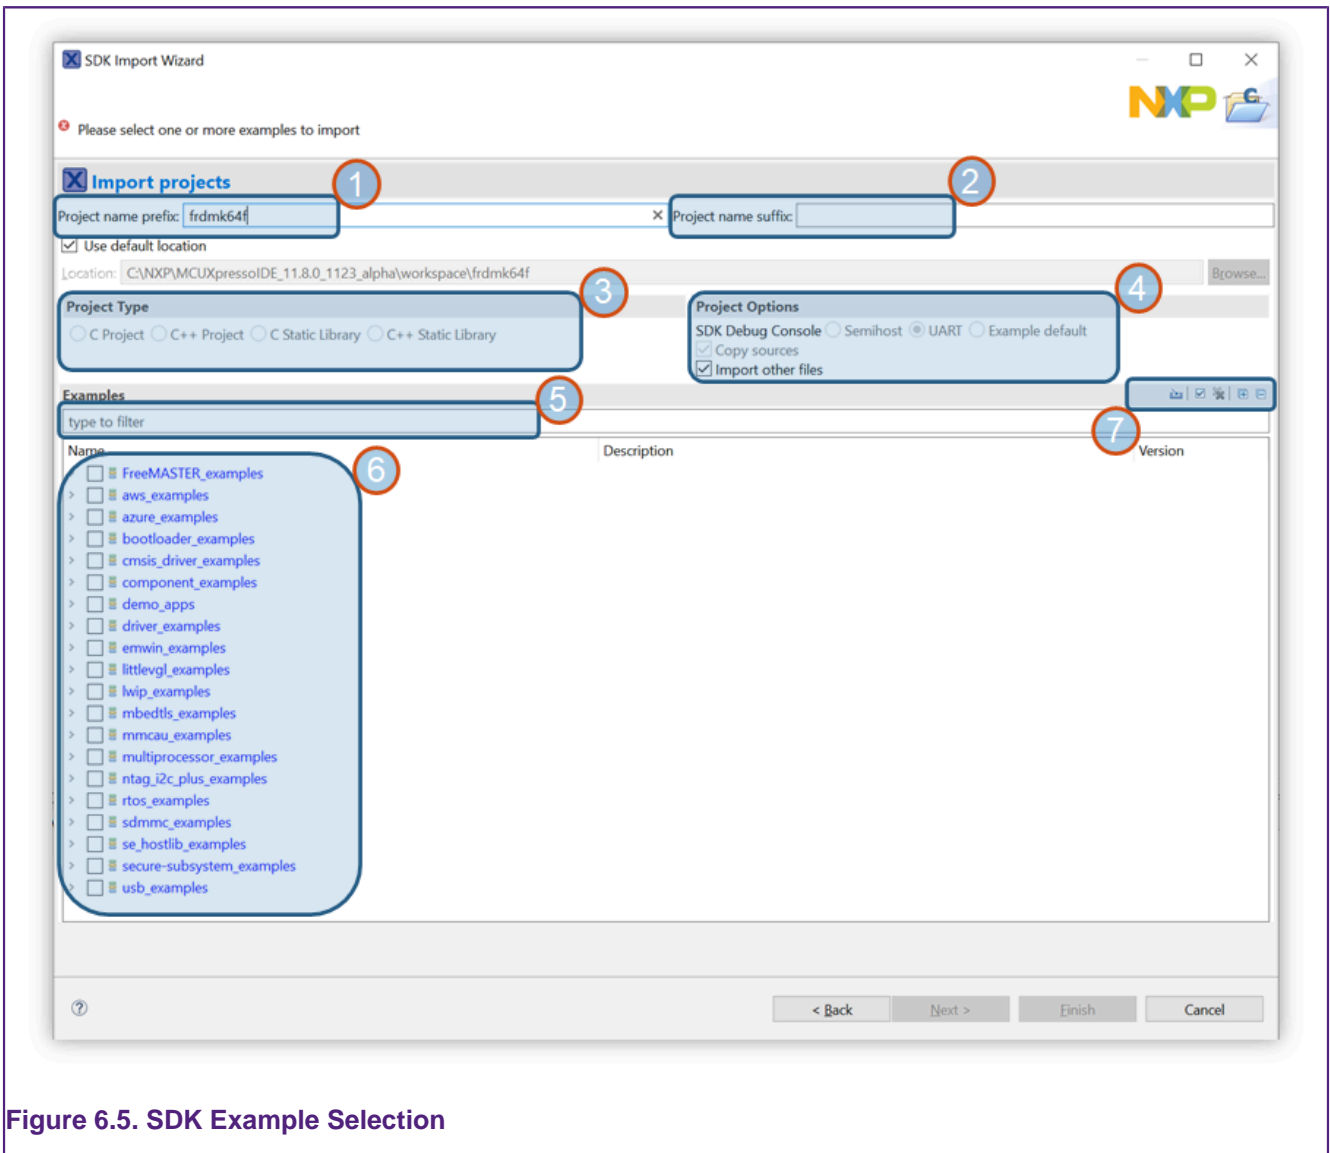 SDK Import Wizard
NXP
Please select one or more examples to import
Import projects
1
2
Project name prefix: frdmk64f
Project name suffix:
Use default location
Location: C:\NXP\MCUXpressoIDE_11.8.0_1123_alpha\workspace\frdmk64f
Browse...
3
4
Project Type
Project Options
C Project C++ Project C Static Library C++ Static Library
SDK Debug Console Semihost UART Example default
Copy sources
Import other files
Examples
5
type to filter
7
Name Description Version
6
FreeMASTER_examples
aws_examples
azure_examples
bootloader_examples
cmsis_driver_examples
component_examples
demo_apps
driver_examples
emwin_examples
littlevgl_examples
lwip_examples
mbedtls_examples
mmcau_examples
multiprocessor_examples
ntag_i2c_plus_examples
rtos_examples
sdmmc_examples
se_hostlib_examples
secure-subsystem_examples
usb_examples
< Back Next > Finish Cancel
Figure 6.5. SDK Example Selection